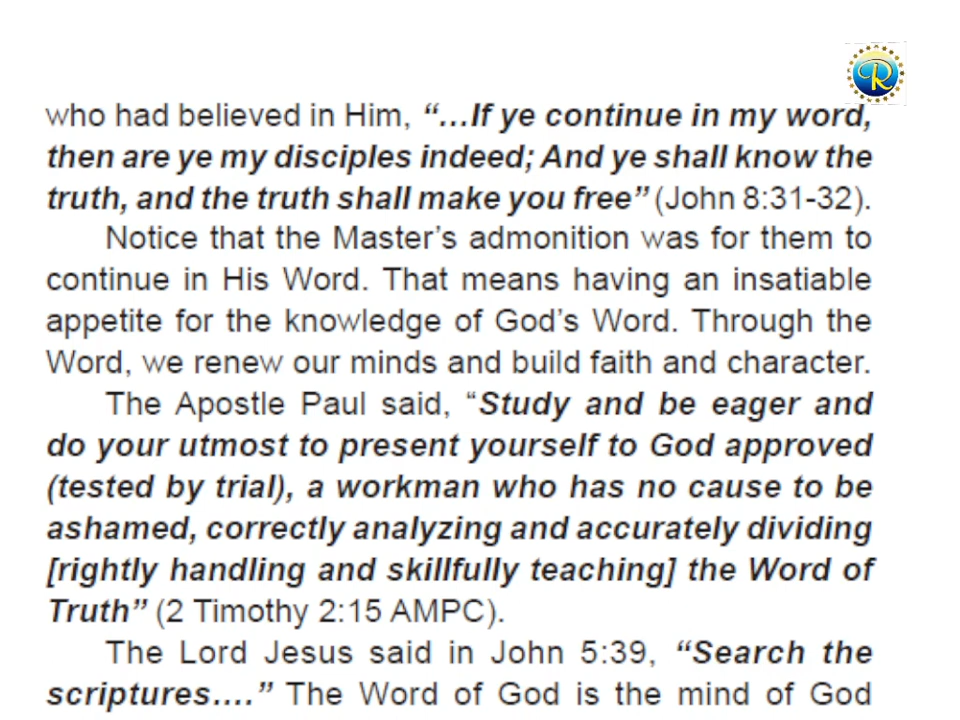 R
who had believed in Him, “…If ye continue in my word,
then are ye my disciples indeed; And ye shall know the
truth, and the truth shall make you free” (John 8:31-32).
Notice that the Master’s admonition was for them to
continue in His Word. That means having an insatiable
appetite for the knowledge of God’s Word. Through the
Word, we renew our minds and build faith and character.
The Apostle Paul said, “Study and be eager and
do your utmost to present yourself to God approved
(tested by trial), a workman who has no cause to be
ashamed, correctly analyzing and accurately dividing
[rightly handling and skillfully teaching] the Word of
Truth” (2 Timothy 2:15 AMPC).
The Lord Jesus said in John 5:39, “Search the
scriptures….” The Word of God is the mind of God